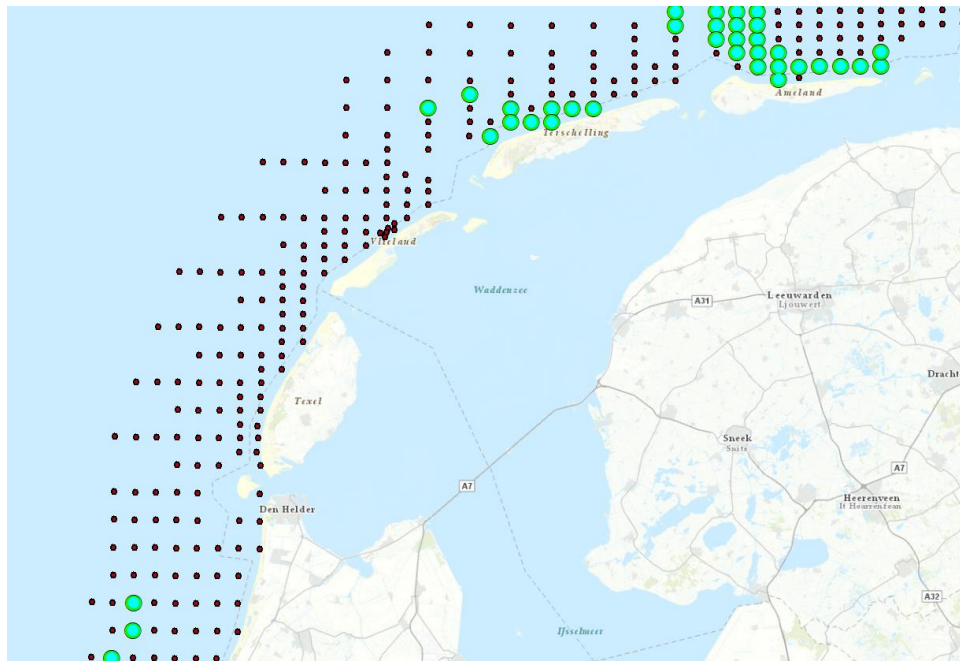 Ameland
Terschelling
Vlieland
Waddenzee
A31
Leeuwarden
Ljouwert
Dracht
Texel
Sneek
Snits
A7
A7
Heerenveen
It Hearrenfean
Den Helder
A32
IJsselmeer